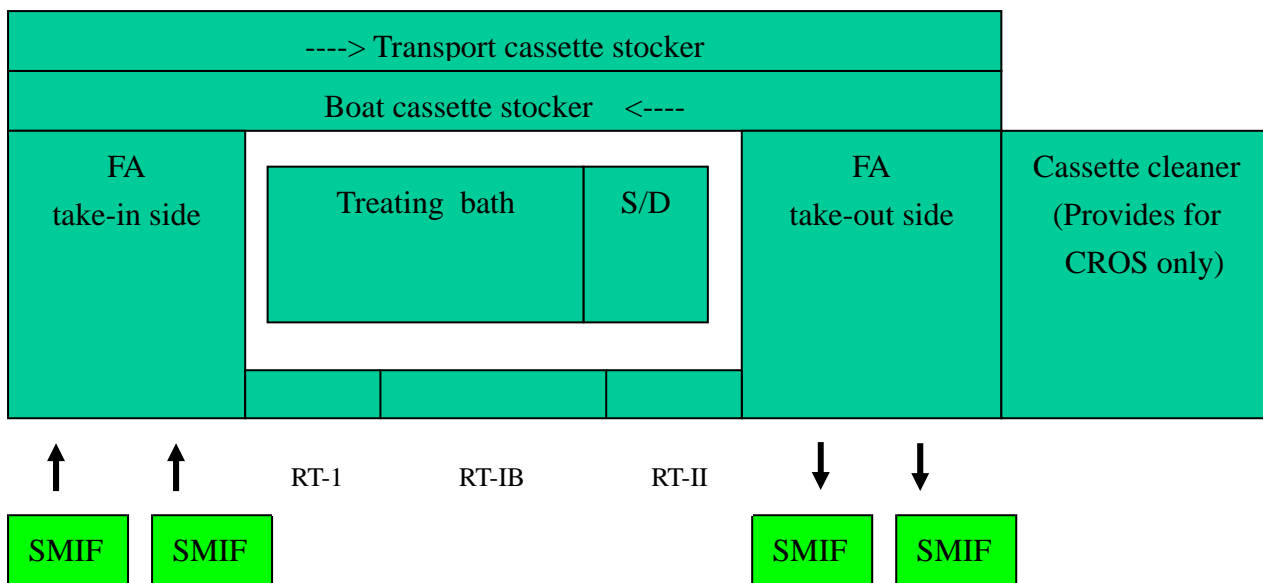 ----> Transport cassette stocker
Boat cassette stocker <----
FA
take-in side
Treating bath
S/D
FA
take-out side
Cassette cleaner
(Provides for
CROS only)
RT-1
RT-IB
RT-II
SMIF
SMIF
SMIF
SMIF